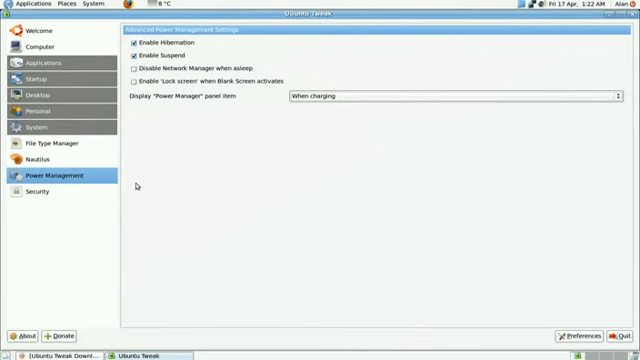 Applications Places System 8 °C Fri 17 Apr, 1:22 AM Alan
Ubuntu Tweak
Welcome
Computer
Applications
Startup
Desktop
Personal
System
File Type Manager
Nautilus
Power Management
Security
Advanced Power Management Settings
Enable Hibernation
Enable Suspend
Disable Network Manager when asleep
Enable 'Lock screen' when Blank Screen activates
Display "Power Manager" panel item When charging
About Donate Preferences Quit
[Ubuntu Tweak Downl... Ubuntu Tweak